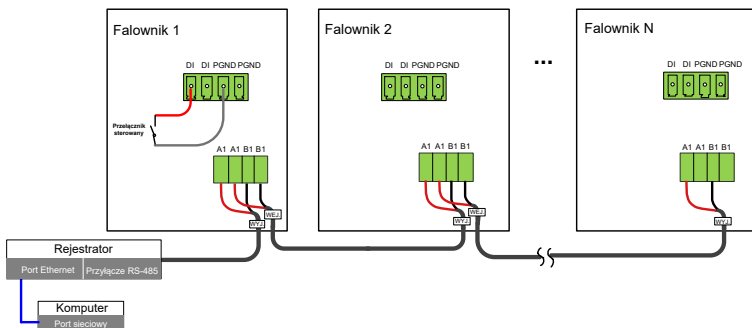 Falownik 1
DI DI PGND PGND
Przełącznik
sterowany
A1 A1 B1 B1
WEJ.
WYJ.
Falownik 2
DI DI PGND PGND
A1 A1 B1 B1
WEJ.
WYJ.
...
Falownik N
DI DI PGND PGND
A1 A1 B1 B1
WYJ.
Rejestrator
Port Ethernet Przyłącze RS-485
Komputer
Port sieciowy